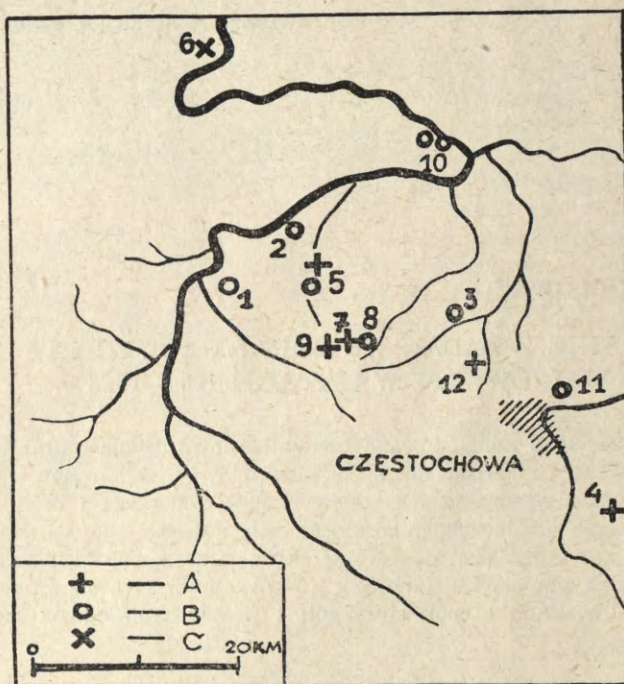 6
10
2
5
1
3
9 7 8
12
11
CZĘSTOCHOWA
4
— A
— B
— C
0 20KM